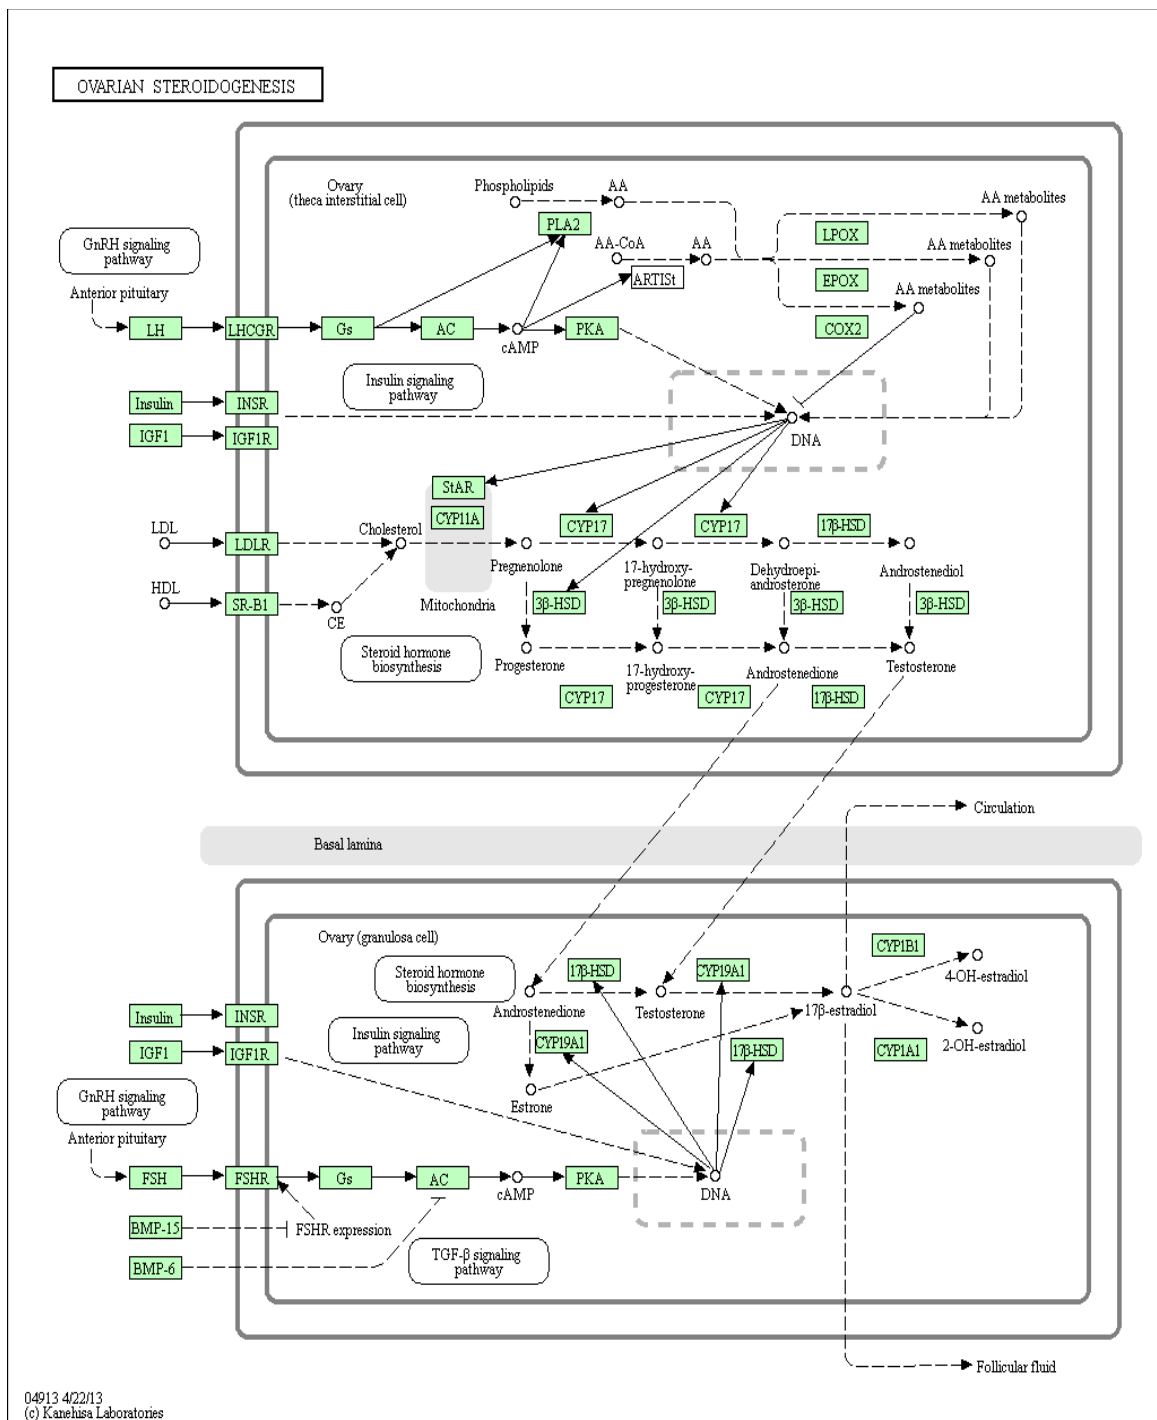 OVARIAN STEROIDOGENESIS
Ovary
(theca interstitial cell)
Phospholipids
AA
AA metabolites
PLA2
LPOX
GnRH signaling
pathway
AA-CoA
AA
AA metabolites
ARTISt
EPOX
Anterior pituitary
AA metabolites
LH
LHCGR
Gs
AC
cAMP
PKA
COX2
Insulin signaling
pathway
Insulin
INSR
IGF1
IGF1R
DNA
StAR
CYP11A
LDL
LDLR
Cholesterol
CYP17
CYP17
17β-HSD
Pregnenolone
17-hydroxy-
pregnenolone
Dehydroepi-
androsterone
Androstenediol
HDL
SR-B1
CE
Mitochondria
3β-HSD
3β-HSD
3β-HSD
3β-HSD
Steroid hormone
biosynthesis
Progesterone
17-hydroxy-
progesterone
Androstenedione
Testosterone
CYP17
CYP17
17β-HSD
Circulation
Basal lamina
Ovary (granulosa cell)
CYP1B1
Steroid hormone
biosynthesis
17β-HSD
CYP19A1
4-OH-estradiol
Androstenedione
Testosterone
17β-estradiol
Insulin
INSR
Insulin signaling
pathway
CYP19A1
17β-HSD
CYP1A1
2-OH-estradiol
IGF1
IGF1R
GnRH signaling
pathway
Estrone
Anterior pituitary
FSH
FSHR
Gs
AC
cAMP
PKA
DNA
BMP-15
FSHR expression
BMP-6
TGF-β signaling
pathway
Follicular fluid
04913 4/22/13
(c) Kanehisa Laboratories